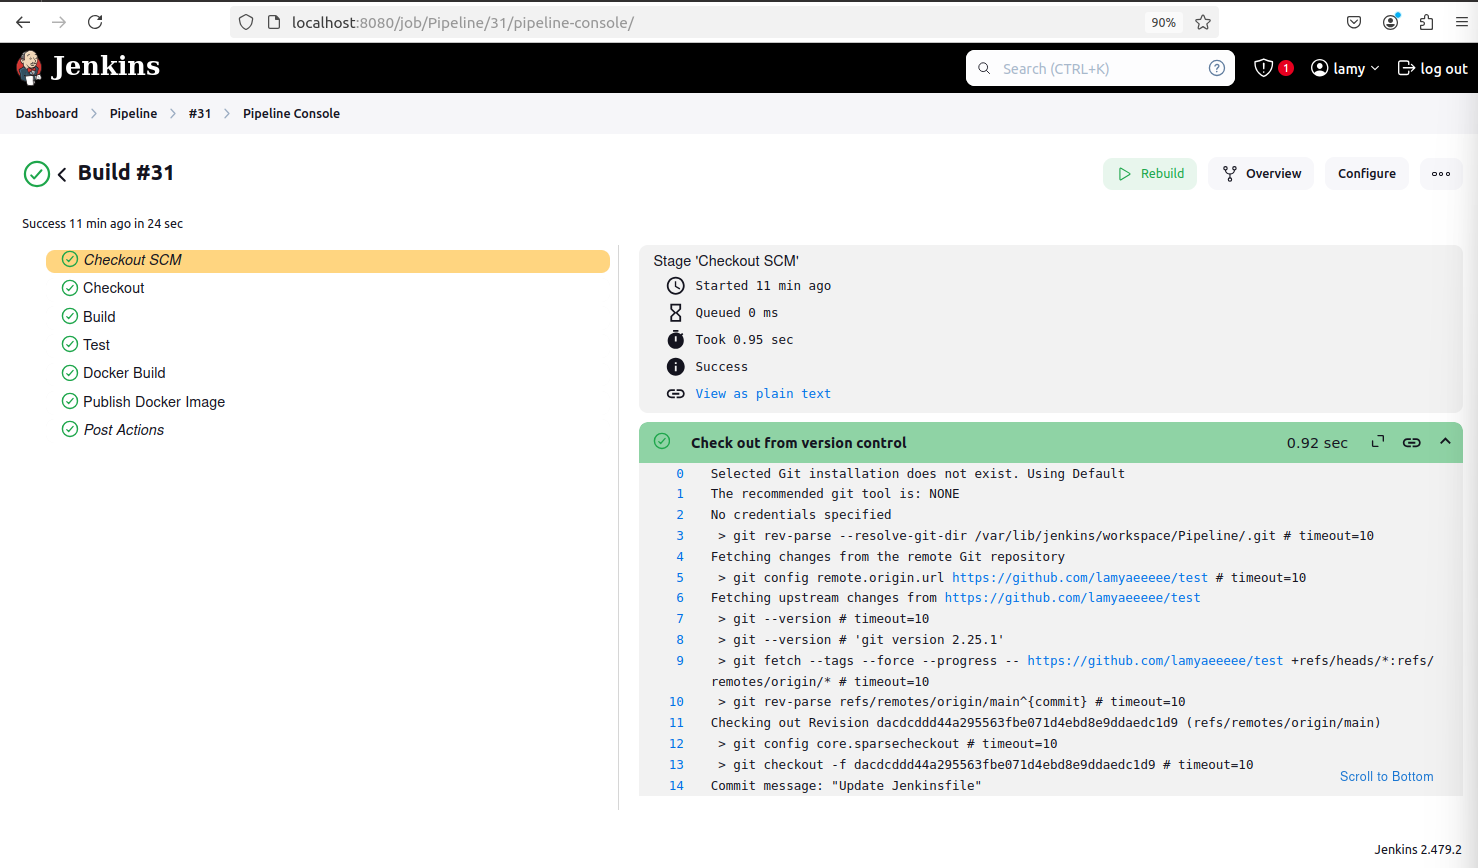 localhost:8080/job/Pipeline/31/pipeline-console/
90%
Jenkins
Search (CTRL+K)
?
1
lamy
log out
Dashboard
Pipeline
#31
Pipeline Console
Build #31
Rebuild
Overview
Configure
Success 11 min ago in 24 sec
Checkout SCM
Checkout
Build
Test
Docker Build
Publish Docker Image
Post Actions
Stage 'Checkout SCM'
Started 11 min ago
Queued 0 ms
Took 0.95 sec
Success
View as plain text
Check out from version control
0.92 sec
0 Selected Git installation does not exist. Using Default
1 The recommended git tool is: NONE
2 No credentials specified
3 > git rev-parse --resolve-git-dir /var/lib/jenkins/workspace/Pipeline/.git # timeout=10
4 Fetching changes from the remote Git repository
5 > git config remote.origin.url https://github.com/lamyaeeeee/test # timeout=10
6 Fetching upstream changes from https://github.com/lamyaeeeee/test
7 > git --version # timeout=10
8 > git --version # 'git version 2.25.1'
9 > git fetch --tags --force --progress -- https://github.com/lamyaeeeee/test +refs/heads/*:refs/
remotes/origin/* # timeout=10
10 > git rev-parse refs/remotes/origin/main^{commit} # timeout=10
11 Checking out Revision dacdcddd44a295563fbe071d4ebd8e9ddaedc1d9 (refs/remotes/origin/main)
12 > git config core.sparsecheckout # timeout=10
13 > git checkout -f dacdcddd44a295563fbe071d4ebd8e9ddaedc1d9 # timeout=10
14 Commit message: "Update Jenkinsfile"
Scroll to Bottom
Jenkins 2.479.2